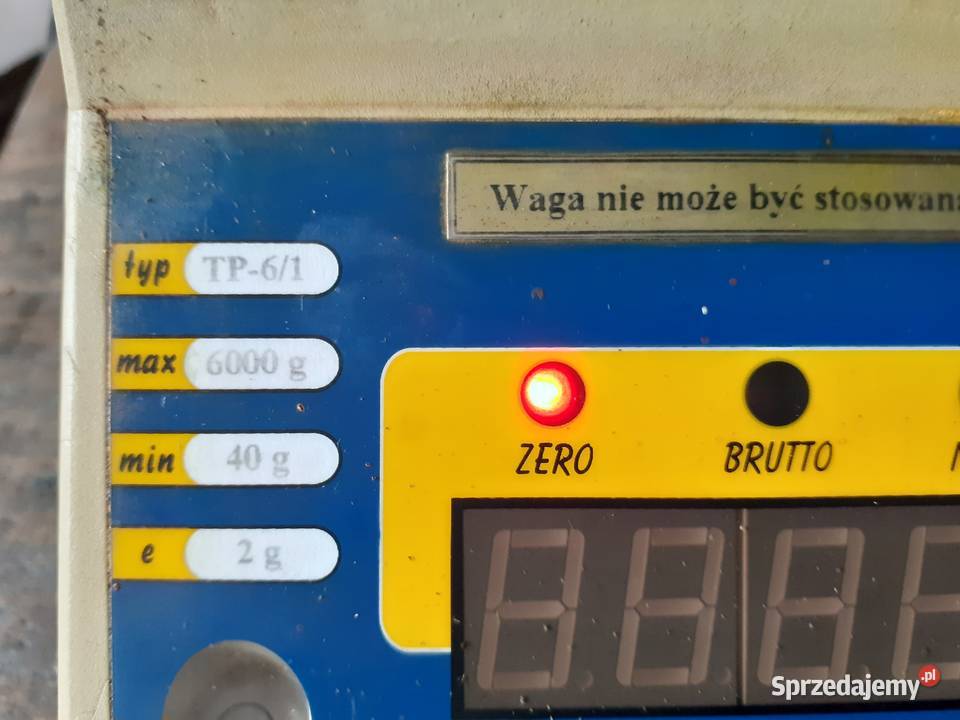 Waga nie może być stosowana
typ TP-6/1
max 6000 g
min 40 g
e 2 g
ZERO BRUTTO
Sprzedajemy.pl